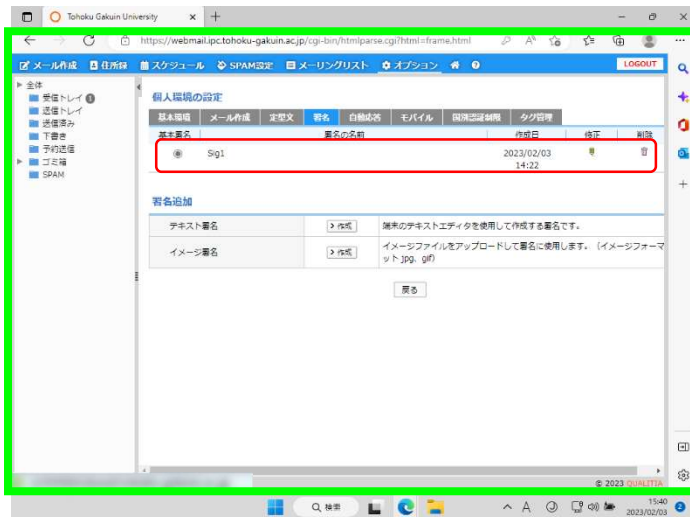 Tohoku Gakuin University
https://webmail.ipc.tohoku-gakuin.ac.jp/cgi-bin/htmlparse.cgi?html=frame.html
メール作成 住所録 スケジュール SPAM設定 メーリングリスト オプション LOGOUT
全体
受信トレイ 1
送信トレイ
送信済み
下書き
予約送信
ゴミ箱
SPAM
個人環境の設定
基本環境 メール作成 定型文 署名 自動応答 モバイル 国別認証制限 タグ管理
基本署名 署名の名前 作成日 修正 削除
Sig1 2023/02/03
14:22
署名追加
テキスト署名 作成 端末のテキストエディタを使用して作成する署名です。
イメージ署名 作成 イメージファイルをアップロードして署名に使用します。（イメージフォーマ
ット jpg、gif）
戻る
© 2023 QUALITIA
検索
A
15:40
2023/02/03
2